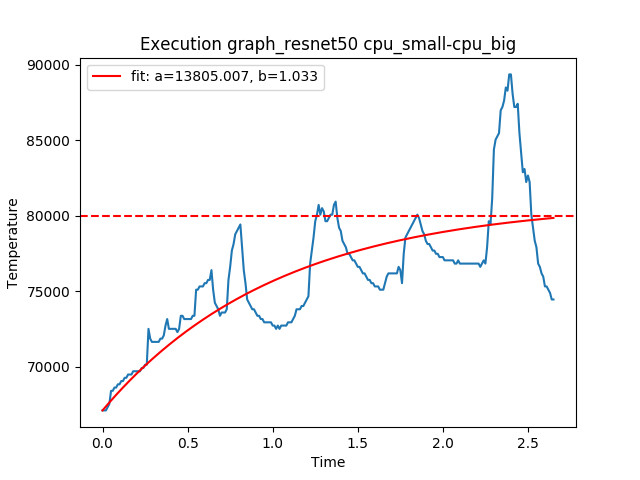 Execution graph_resnet50 cpu_small-cpu_big
fit: a=13805.007, b=1.033
Temperature
90000
85000
80000
75000
70000
0.0 0.5 1.0 1.5 2.0 2.5
Time